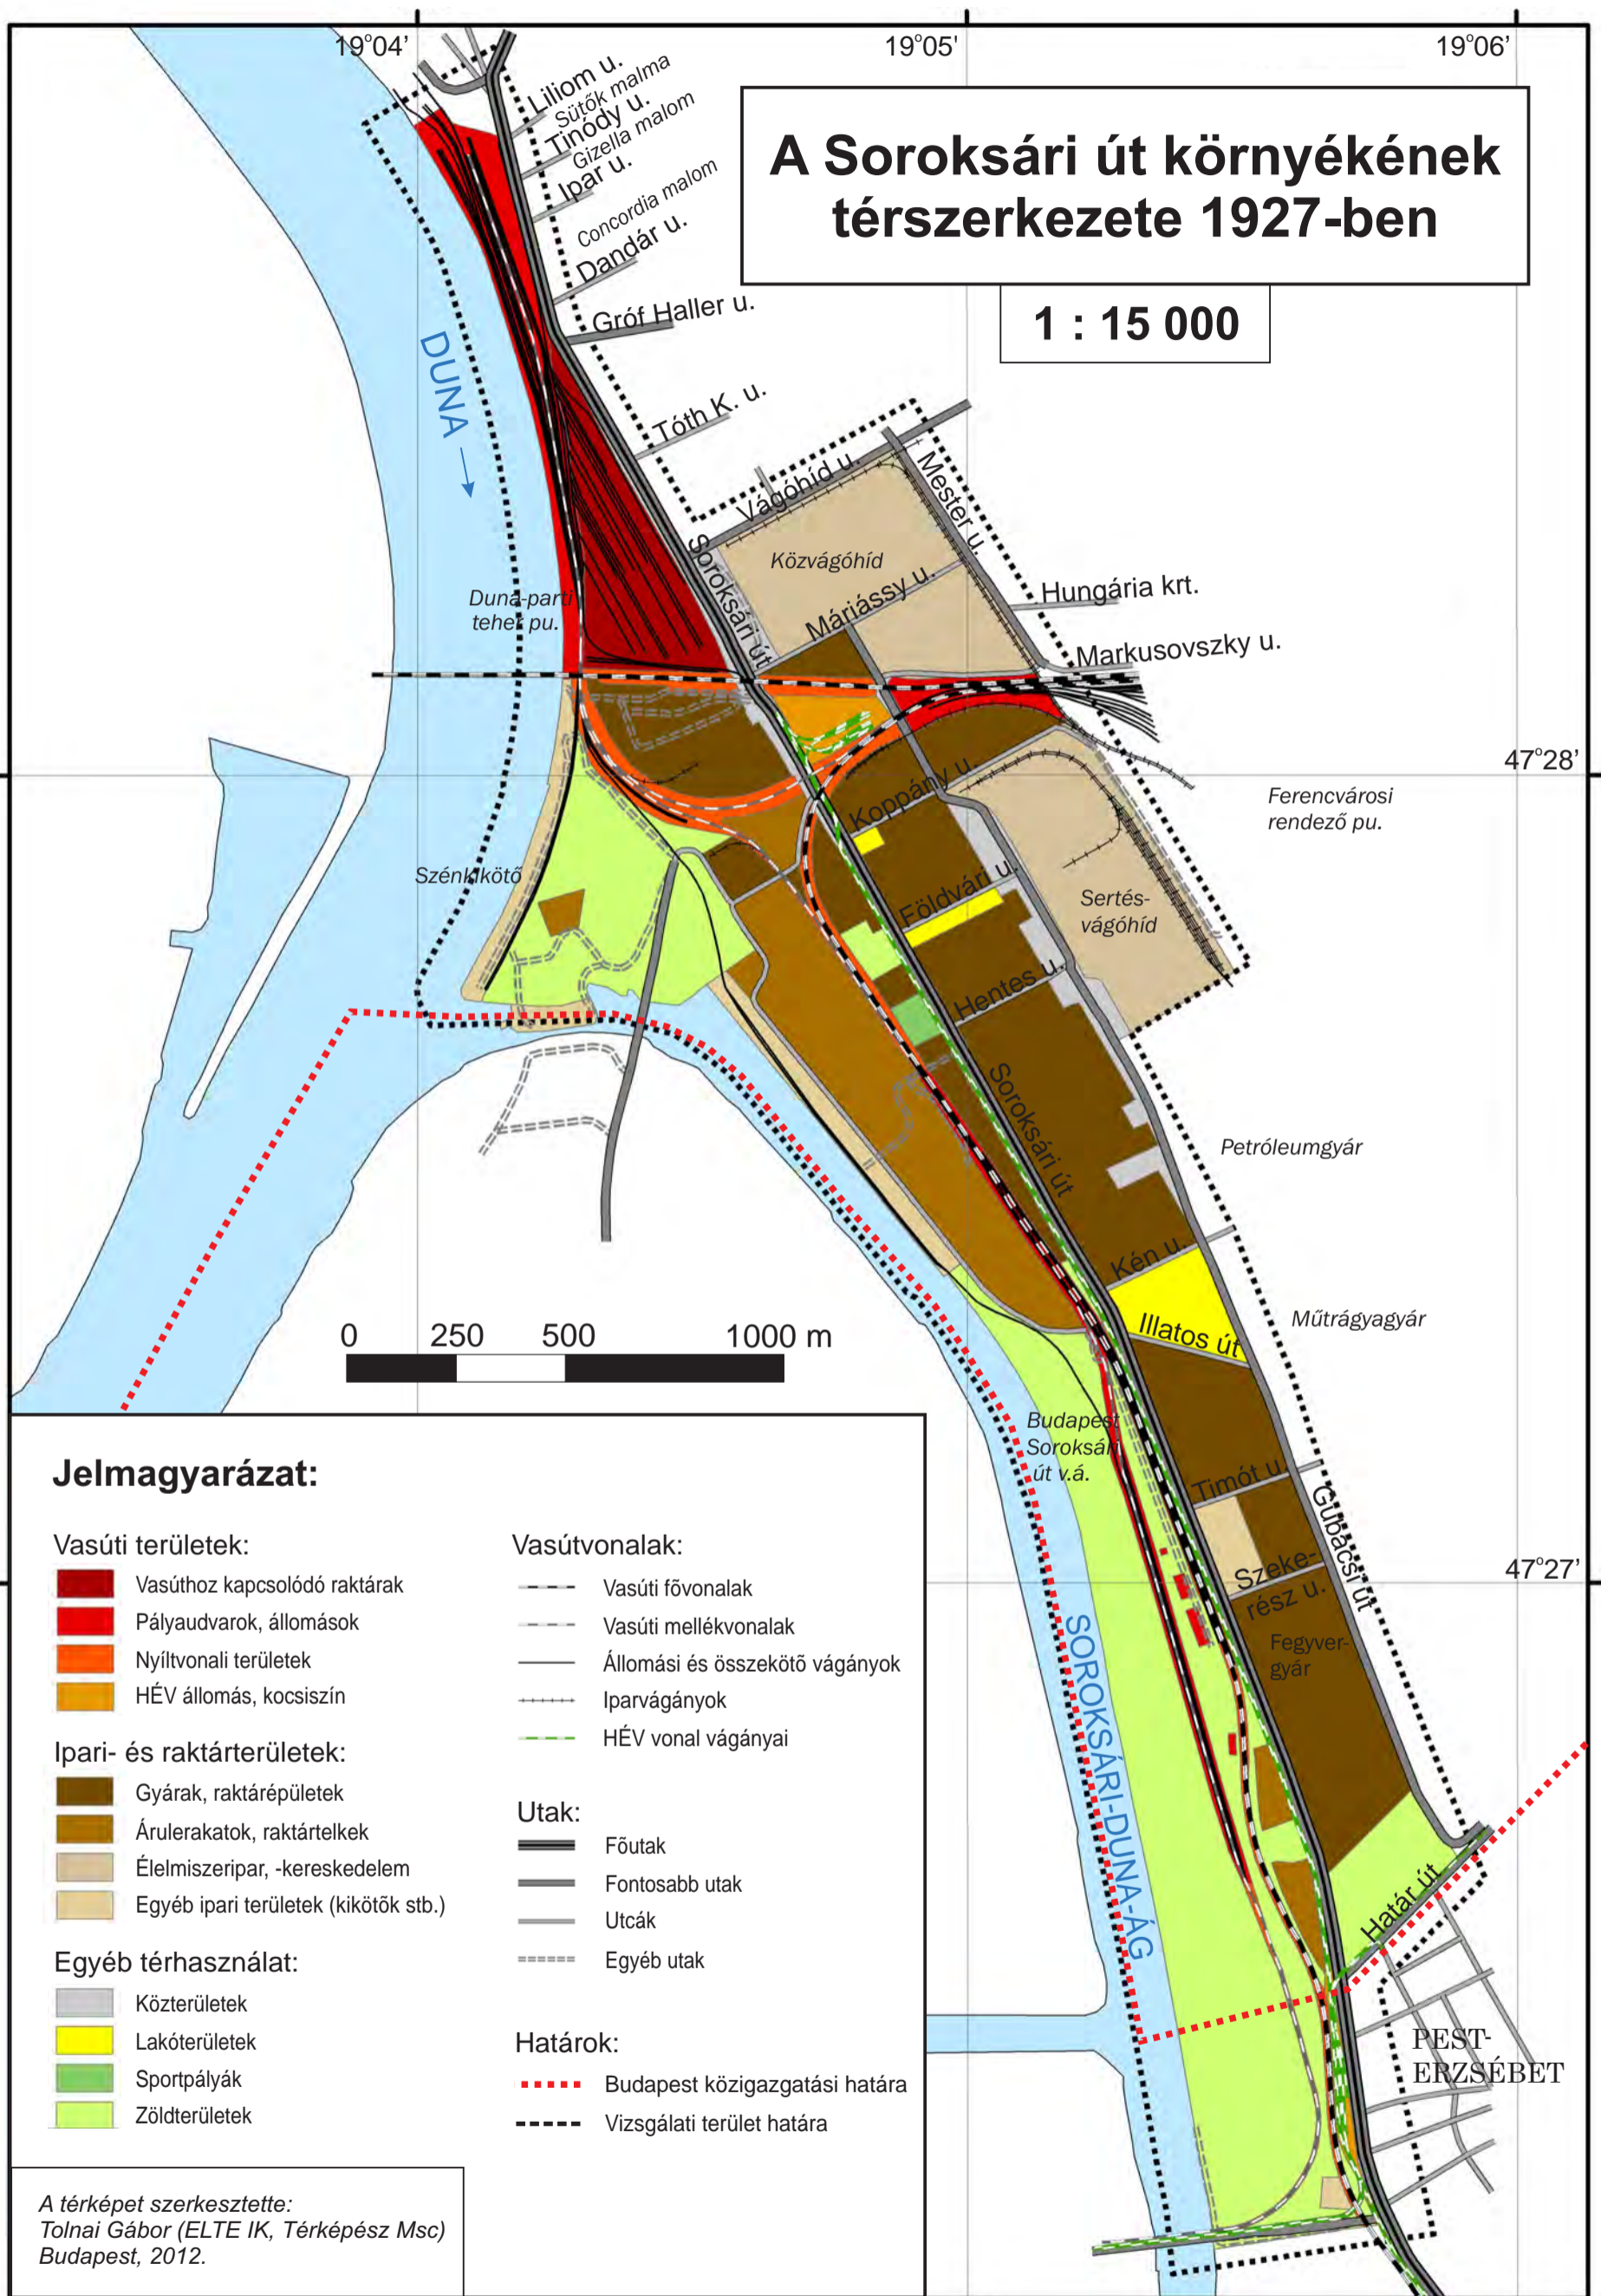 19°04'
19°05'
19°06'
A Soroksári út környékének
térszerkezete 1927-ben
1 : 15 000
Liliom u.
Sütők malma
Tinódy u.
Gizella malom
Ipar u.
Concordia malom
Dandár u.
Gróf Haller u.
DUNA
Tóth K. u.
Vágóhíd u.
Mester u.
Soroksári út
Közvágóhíd
Máriássy u.
Hungária krt.
Duna-parti
teher pu.
Markusovszky u.
47°28'
Koppány u.
Ferencvárosi
rendező pu.
Szénkikötő
Földvári u.
Sertés-
vágóhíd
Hentes u.
Soroksári út
Petróleumgyár
Kén u.
Illatos út
Műtrágyagyár
0 250 500 1000 m
Budapest
Soroksári
út v.á.
Timót u.
Gubacsi út
Szeke-
rész u.
47°27'
Fegyver-
gyár
SOROKSÁRI-DUNA-ÁG
Határ út
PEST-
ERZSÉBET
Jelmagyarázat:
Vasúti területek:
Vasúthoz kapcsolódó raktárak
Pályaudvarok, állomások
Nyíltvonali területek
HÉV állomás, kocsiszín
Ipari- és raktárterületek:
Gyárak, raktárépületek
Árulerakatok, raktártelkek
Élelmiszeripar, -kereskedelem
Egyéb ipari területek (kikötõk stb.)
Egyéb térhasználat:
Közterületek
Lakóterületek
Sportpályák
Zöldterületek
Vasútvonalak:
Vasúti fõvonalak
Vasúti mellékvonalak
Állomási és összekötõ vágányok
Iparvágányok
HÉV vonal vágányai
Utak:
Fõutak
Fontosabb utak
Utcák
Egyéb utak
Határok:
Budapest közigazgatási határa
Vizsgálati terület határa
A térképet szerkesztette:
Tolnai Gábor (ELTE IK, Térképész Msc)
Budapest, 2012.